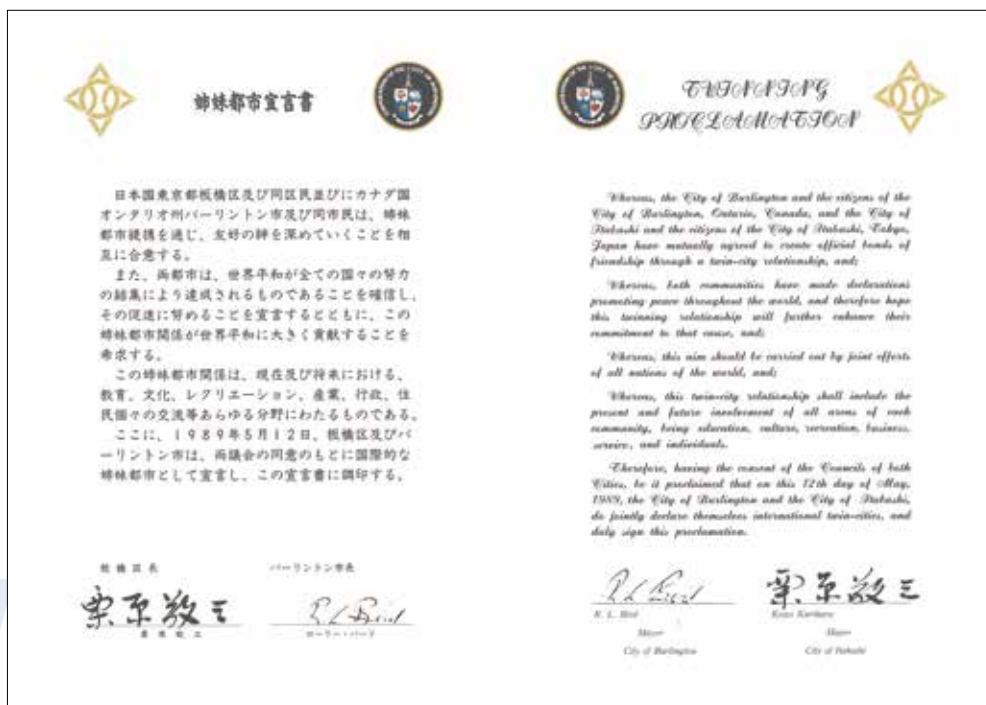 姉妹都市宣言書
日本国東京都板橋区及び同区民並びにカナダ国
オンタリオ州バーリントン市及び同市民は、姉妹
都市提携を通じ、友好の絆を深めていくことを相
互に合意する。
また、両都市は、世界平和が全ての国々の努力
の結集により達成されるものであることを確信し、
その促進に努めることを宣言するとともに、この
姉妹都市関係が世界平和に大きく貢献することを
希求する。
この姉妹都市関係は、現在及び将来における、
教育、文化、レクリエーション、産業、行政、住
民個々の交流等あらゆる分野にわたるものである。
ここに、1989年5月12日、板橋区及びバ
ーリントン市は、両議会の同意のもとに国際的な
姉妹都市として宣言し、この宣言書に調印する。
板橋区長
バーリントン市長
栗原敬三
栗原敬三
ローリー・バード
TWINNING
PROCLAMATION
Whereas, the City of Burlington and the citizens of the
City of Burlington, Ontario, Canada, and the City of
Itabashi and the citizens of the City of Itabashi, Tokyo,
Japan have mutually agreed to create official bonds of
friendship through a twin-city relationship, and;
Whereas, both communities have made declarations
promoting peace throughout the world, and therefore hope
this twinning relationship will further enhance their
commitment to that cause, and;
Whereas, this aim should be carried out by joint efforts
of all nations of the world, and;
Whereas, this twin-city relationship shall include the
present and future involvement of all areas of each
community, being education, culture, recreation, business,
service, and individuals.
Therefore, having the consent of the Councils of both
Cities, be it proclaimed that on this 12th day of May,
1989, the City of Burlington and the City of Itabashi,
do jointly declare themselves international twin-cities, and
duly sign this proclamation.
栗原敬三
R. L. Bird
Keizo Kurihara
Mayor
Mayor
City of Burlington
City of Itabashi